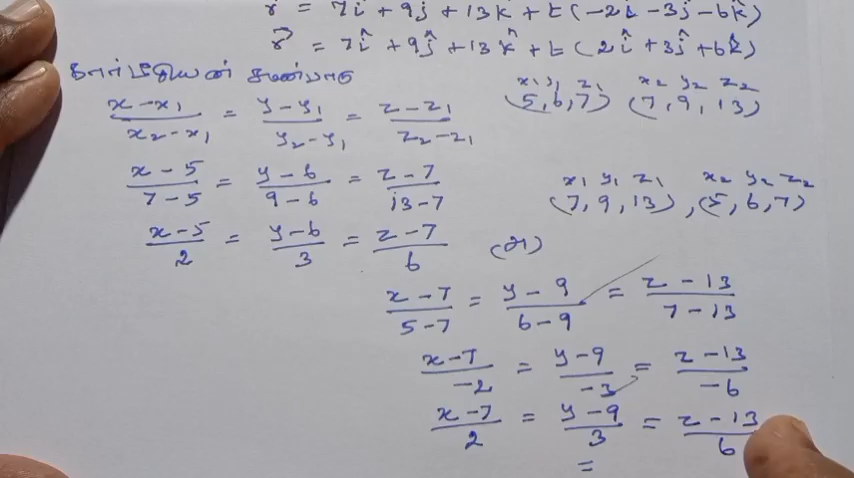 r⃗ = 7î + 9ĵ + 13k̂ + t(-2î - 3ĵ - 6k̂)
r⃗ = 7î + 9ĵ + 13k̂ + t(2î + 3ĵ + 6k̂)
கார்டீசியன் சமன்பாடு
x₁ y₁ z₁ x₂ y₂ z₂
(5,6,7) (7,9,13)
(x-x₁)/(x₂-x₁) = (y-y₁)/(y₂-y₁) = (z-z₁)/(z₂-z₁)
(x-5)/(7-5) = (y-6)/(9-6) = (z-7)/(13-7)
x₁ y₁ z₁ x₂ y₂ z₂
(7,9,13), (5,6,7)
(x-5)/2 = (y-6)/3 = (z-7)/6 (அ)
(x-7)/(5-7) = (y-9)/(6-9) = (z-13)/(7-13)
(x-7)/-2 = (y-9)/-3 = (z-13)/-6
(x-7)/2 = (y-9)/3 = (z-13)/6
=